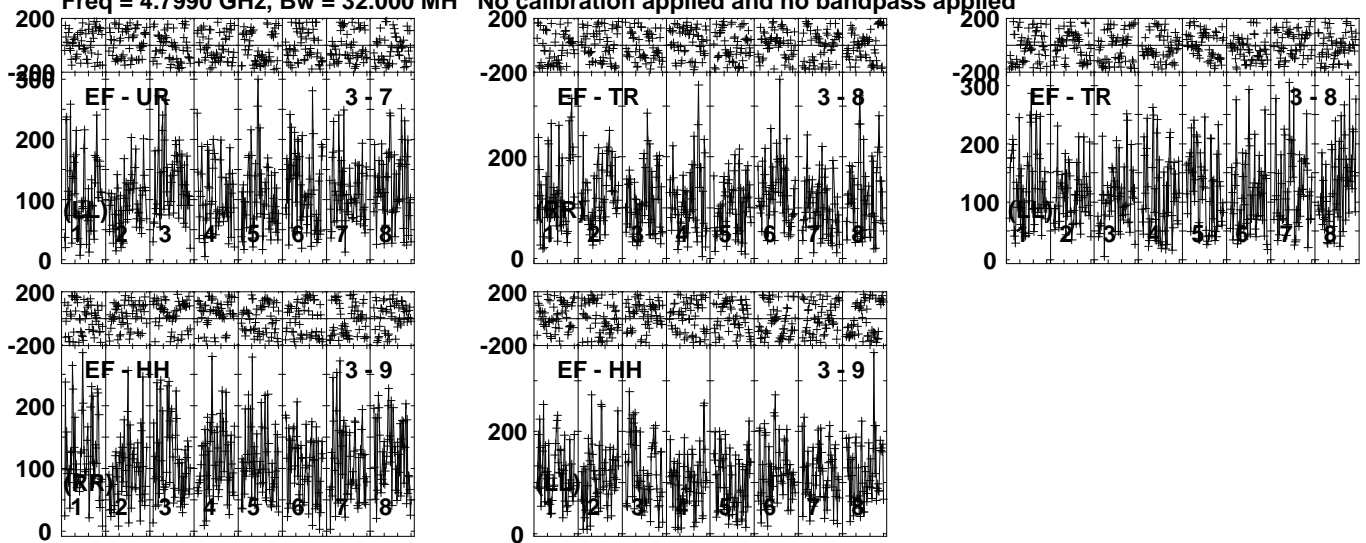 Freq = 4.7990 GHz, Bw = 32.000 MH No calibration applied and no bandpass applied
200
-200
300
EF - UR 3 - 7
200
100
(LL)
1 2 3 4 5 6 7 8
0
200
-200
EF - TR 3 - 8
200
(RR)
1 2 3 4 5 6 7 8
0
200
-200
300
EF - TR 3 - 8
250
200
150
100
(LL)
50
1 2 3 4 5 6 7 8
0
200
-200
EF - HH 3 - 9
200
100
(RR)
1 2 3 4 5 6 7 8
0
200
-200
EF - HH 3 - 9
200
(LL)
1 2 3 4 5 6 7 8
0